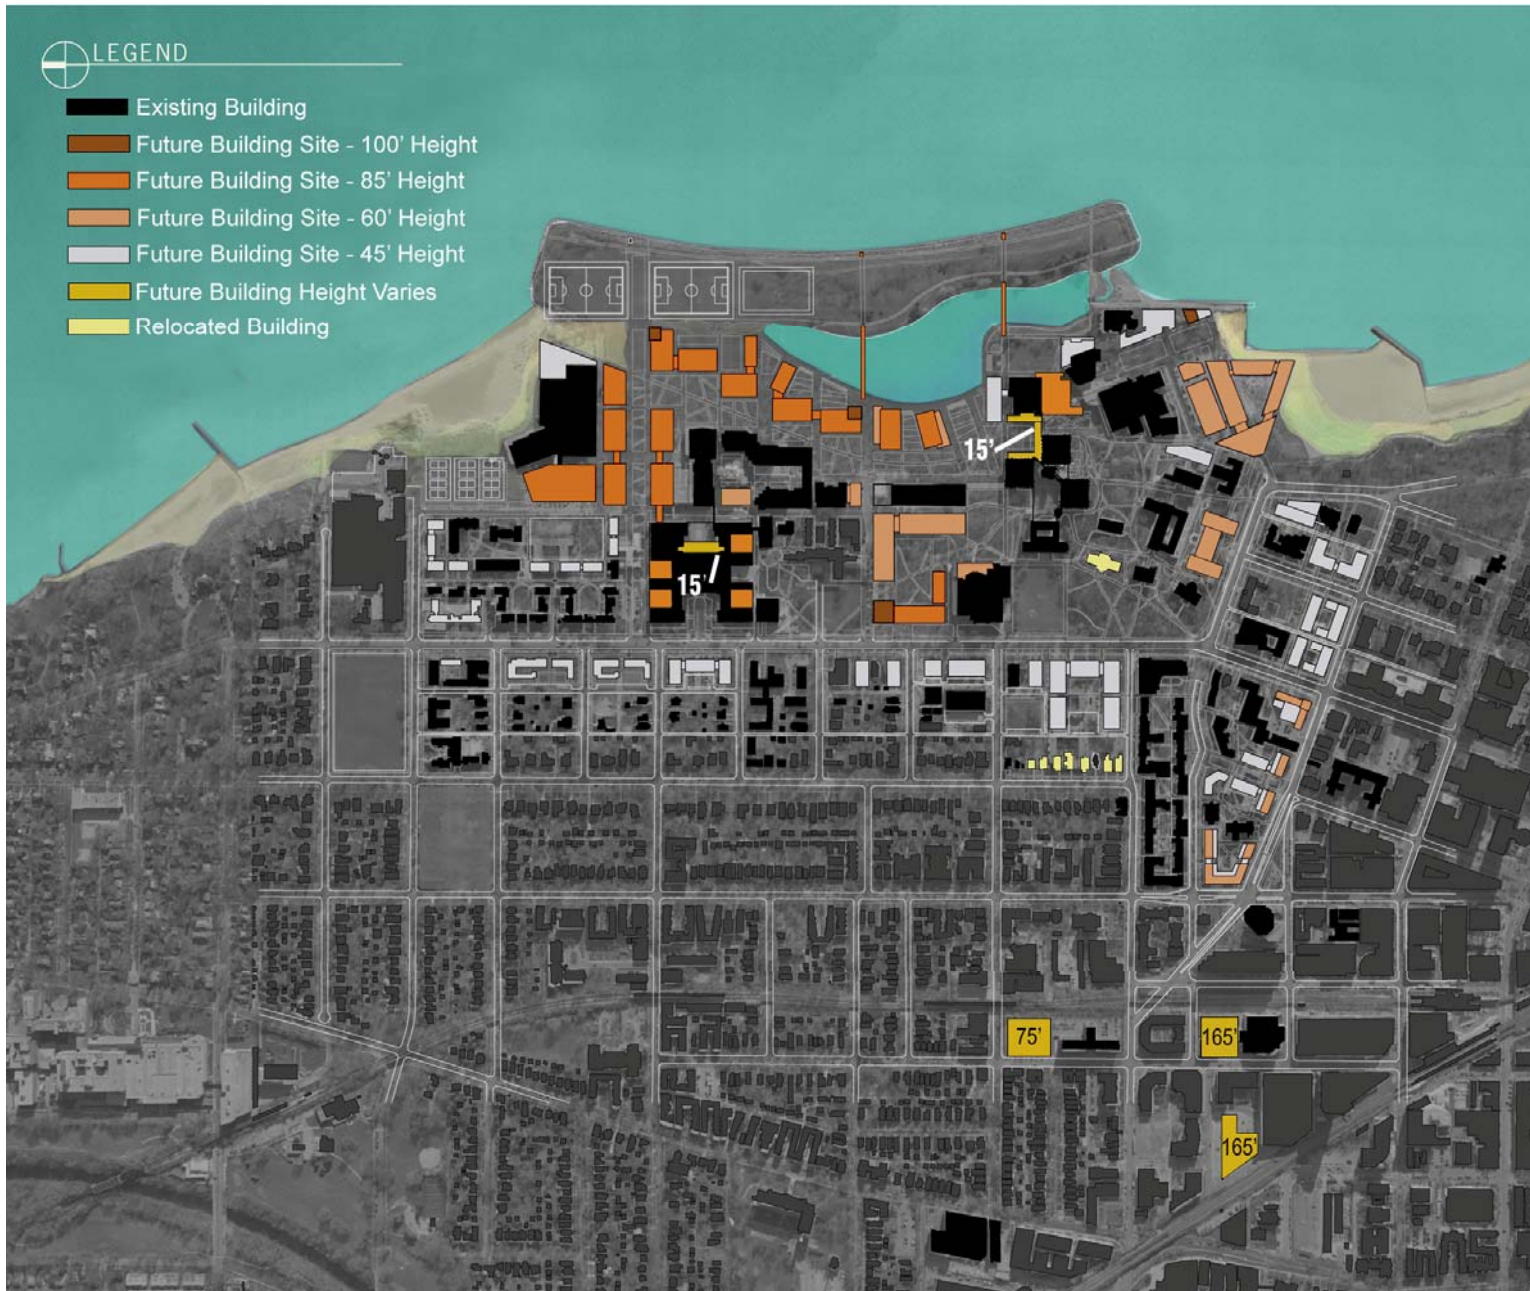 LEGEND
Existing Building
Future Building Site - 100' Height
Future Building Site - 85' Height
Future Building Site - 60' Height
Future Building Site - 45' Height
Future Building Height Varies
Relocated Building
15'
15'
75'
165'
165'